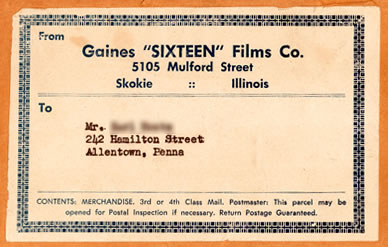 From
Gaines "SIXTEEN" Films Co.
5105 Mulford Street
Skokie :: Illinois
To
Mr.
242 Hamilton Street
Allentown, Penna
CONTENTS: MERCHANDISE. 3rd or 4th Class Mail. Postmaster: This parcel may be
opened for Postal Inspection if necessary. Return Postage Guaranteed.